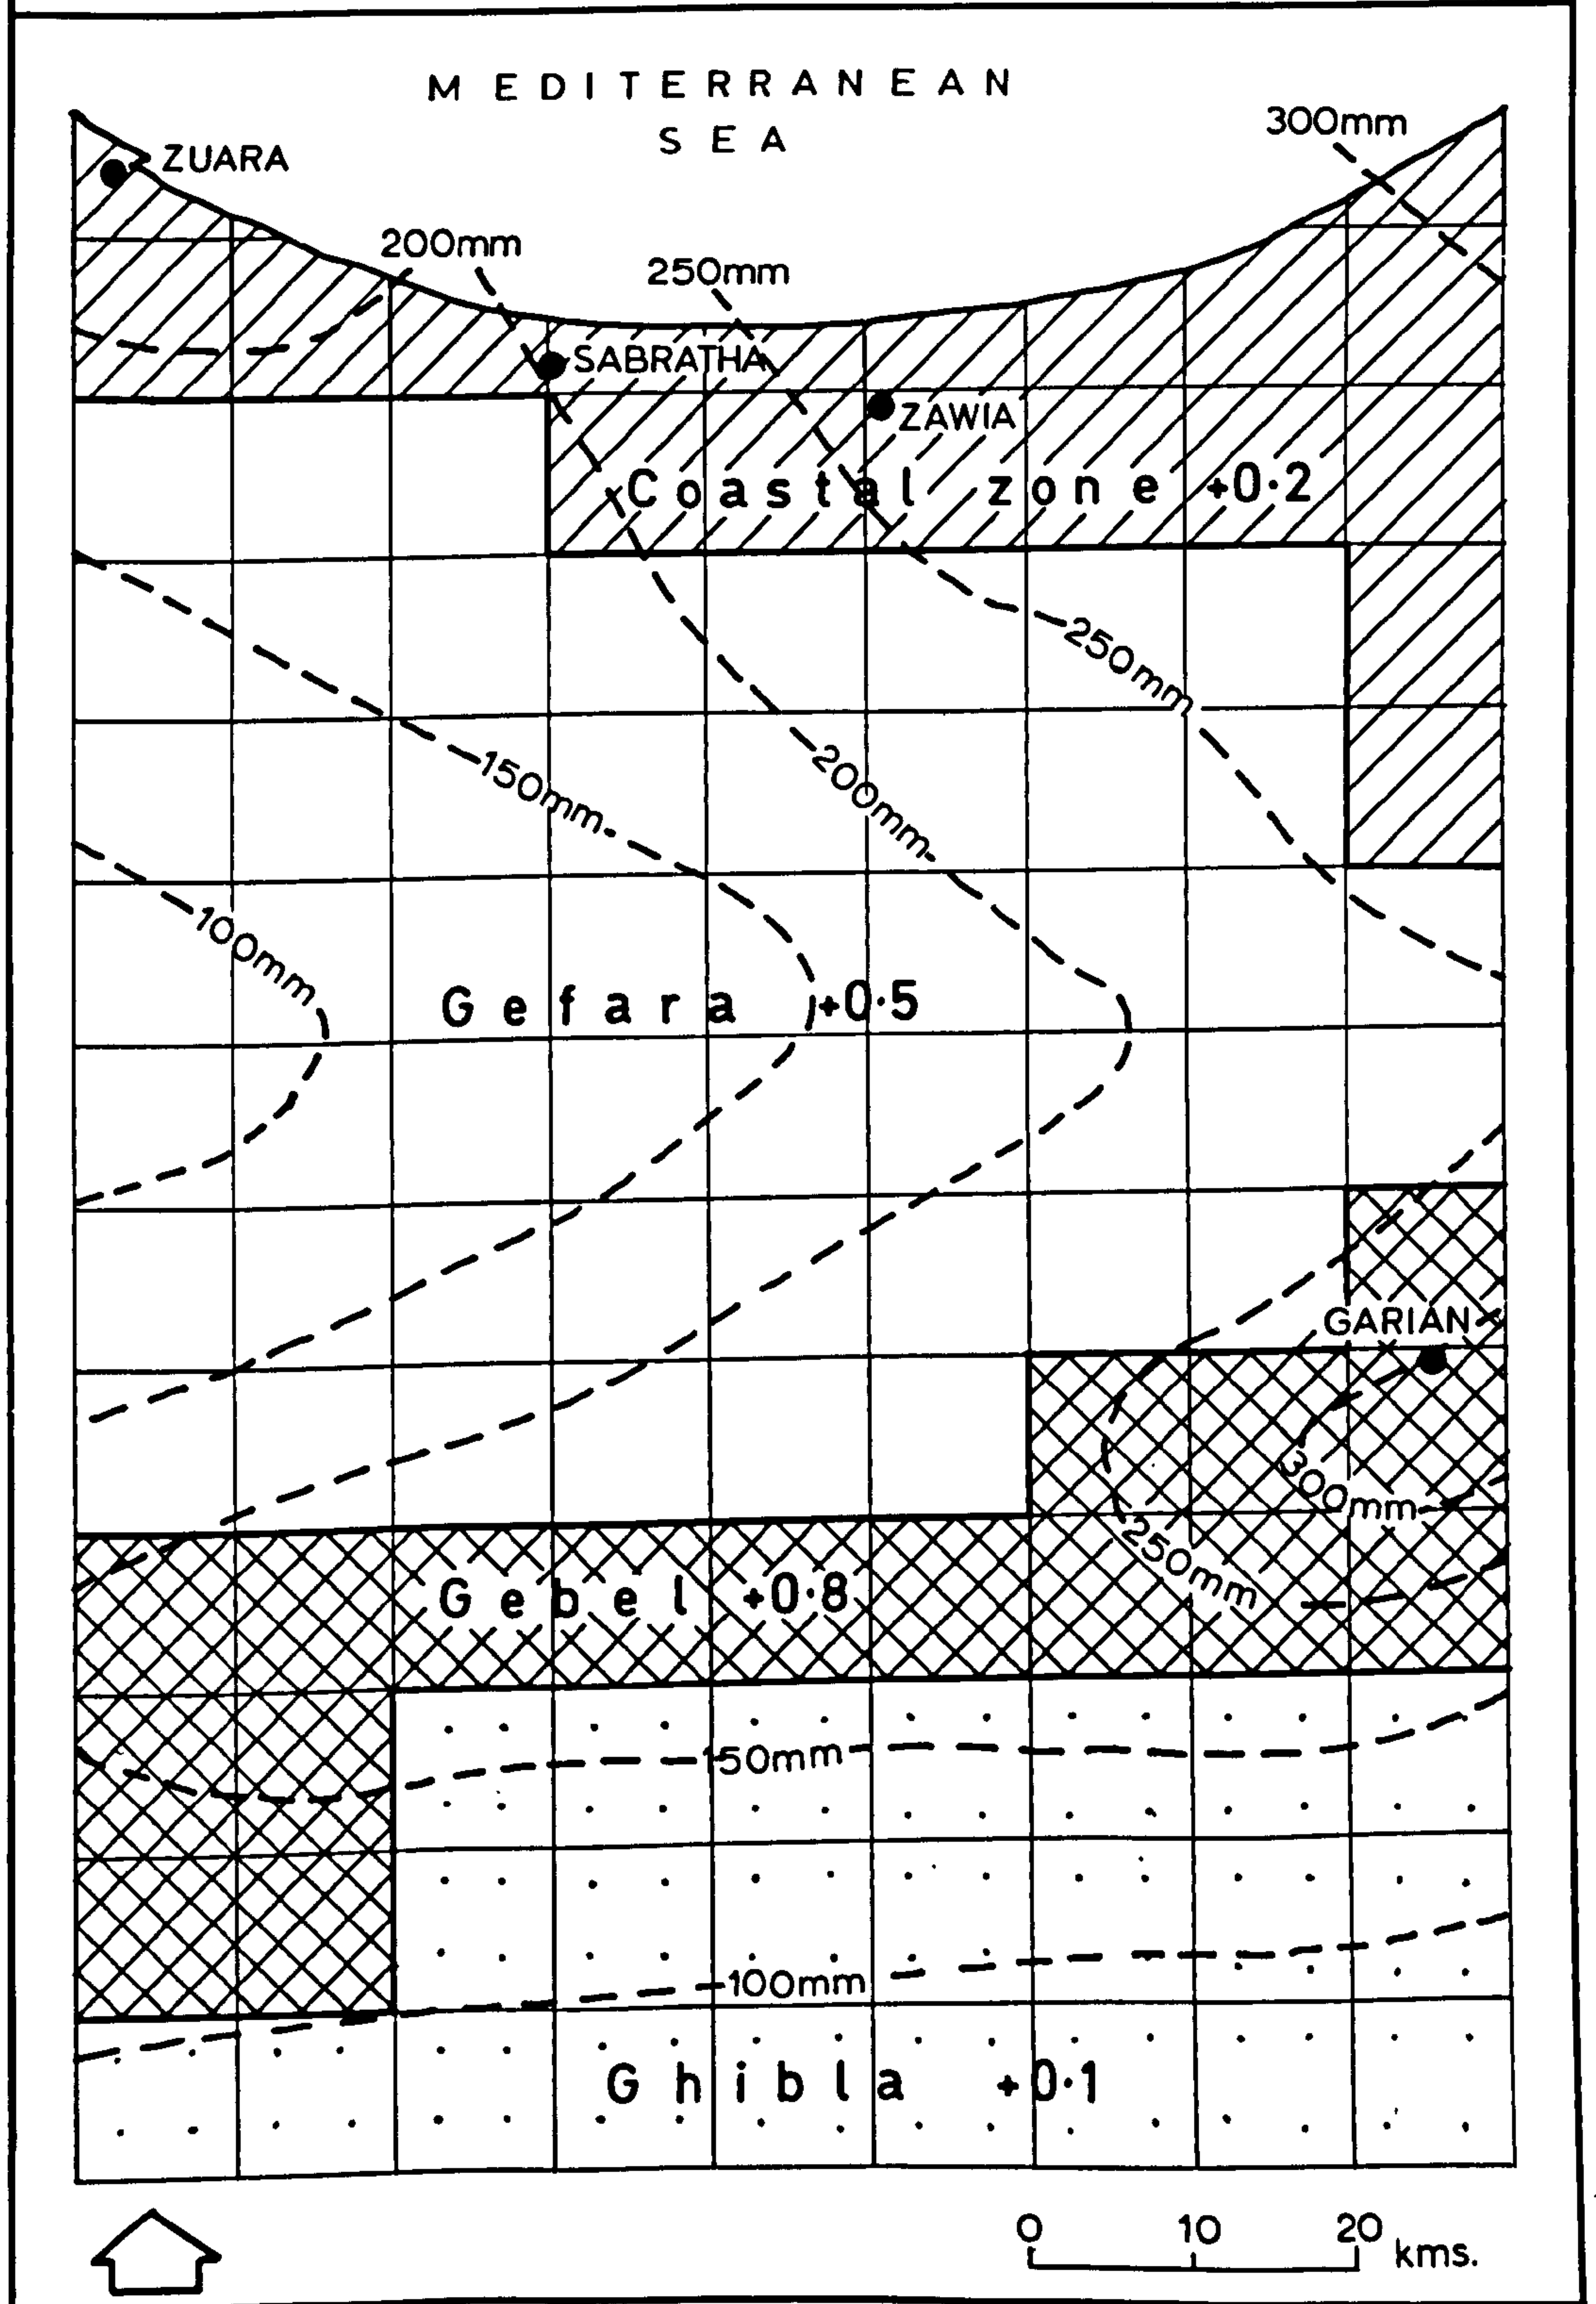 MEDITERRANEAN
SEA
300mm
ZUARA
200mm
250mm
SABRATHA
ZAWIA
Coastal zone +0·2
250mm
150mm
200mm
100mm
Gefara +0·5
GARIAN
300mm
250mm
Gebel +0·8
150mm
100mm
Ghibla +0·1
0 10 20 kms.